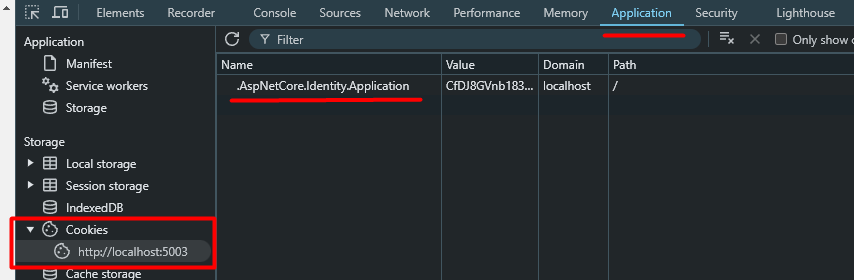 Elements Recorder Console Sources Network Performance Memory Application Security Lighthouse
Application
Manifest
Service workers
Storage
Storage
Local storage
Session storage
IndexedDB
Cookies
http://localhost:5003
Cache storage
Filter
Only show
Name Value Domain Path
.AspNetCore.Identity.Application CfDJ8GVnb183... localhost /